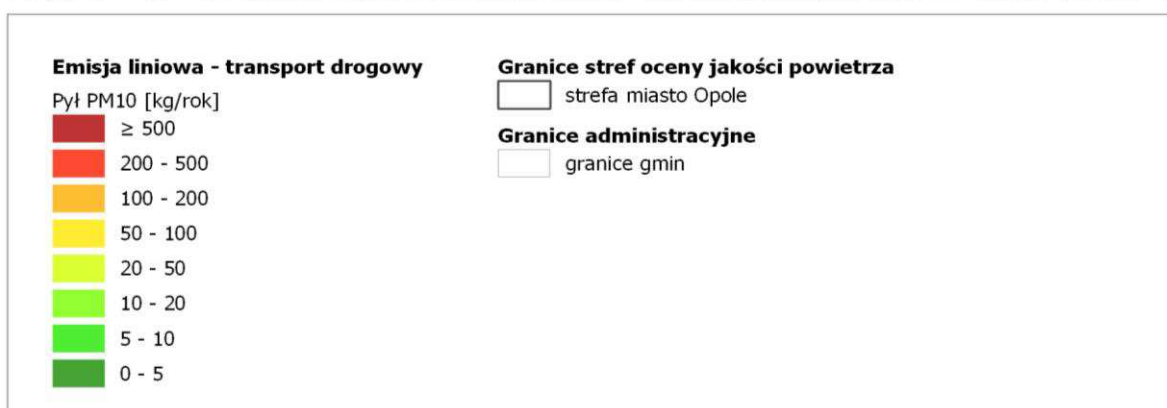 Emisja liniowa - transport drogowy
Pył PM10 [kg/rok]
≥ 500
200 - 500
100 - 200
50 - 100
20 - 50
10 - 20
5 - 10
0 - 5
Granice stref oceny jakości powietrza
strefa miasto Opole
Granice administracyjne
granice gmin